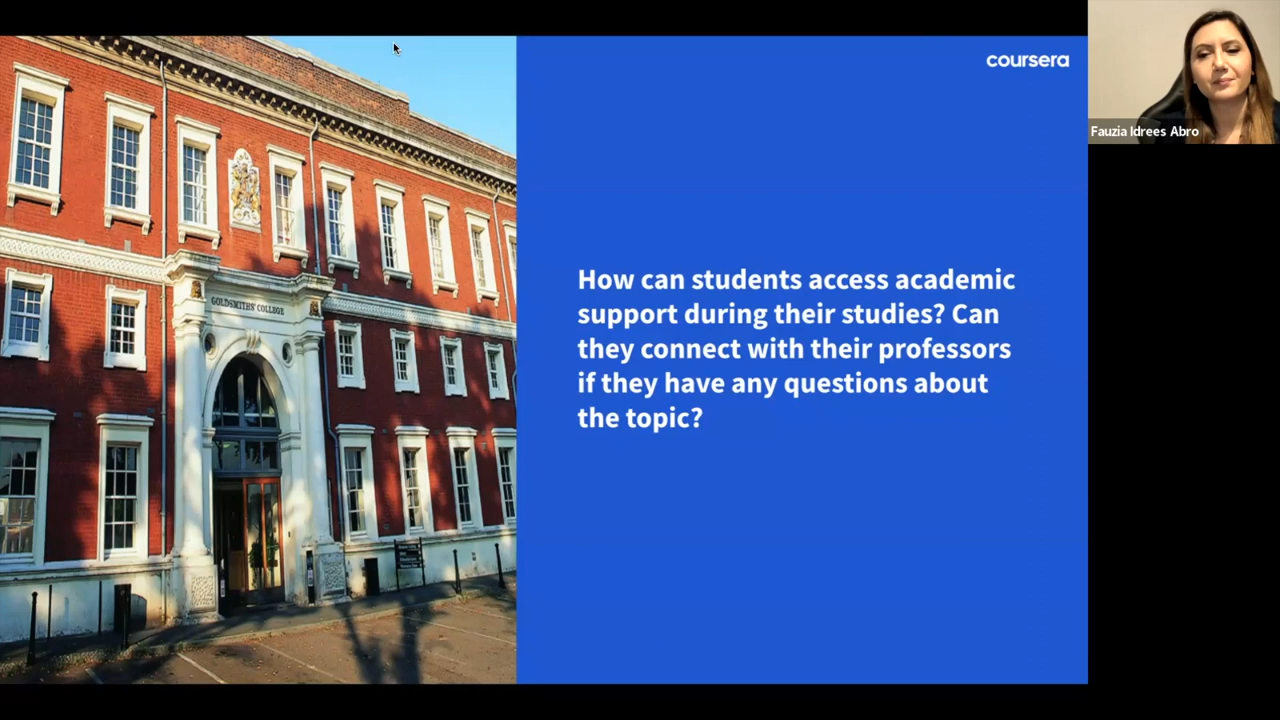 coursera
Fauzia Idrees Abro
GOLDSMITHS' COLLEGE
How can students access academic
support during their studies? Can
they connect with their professors
if they have any questions about
the topic?